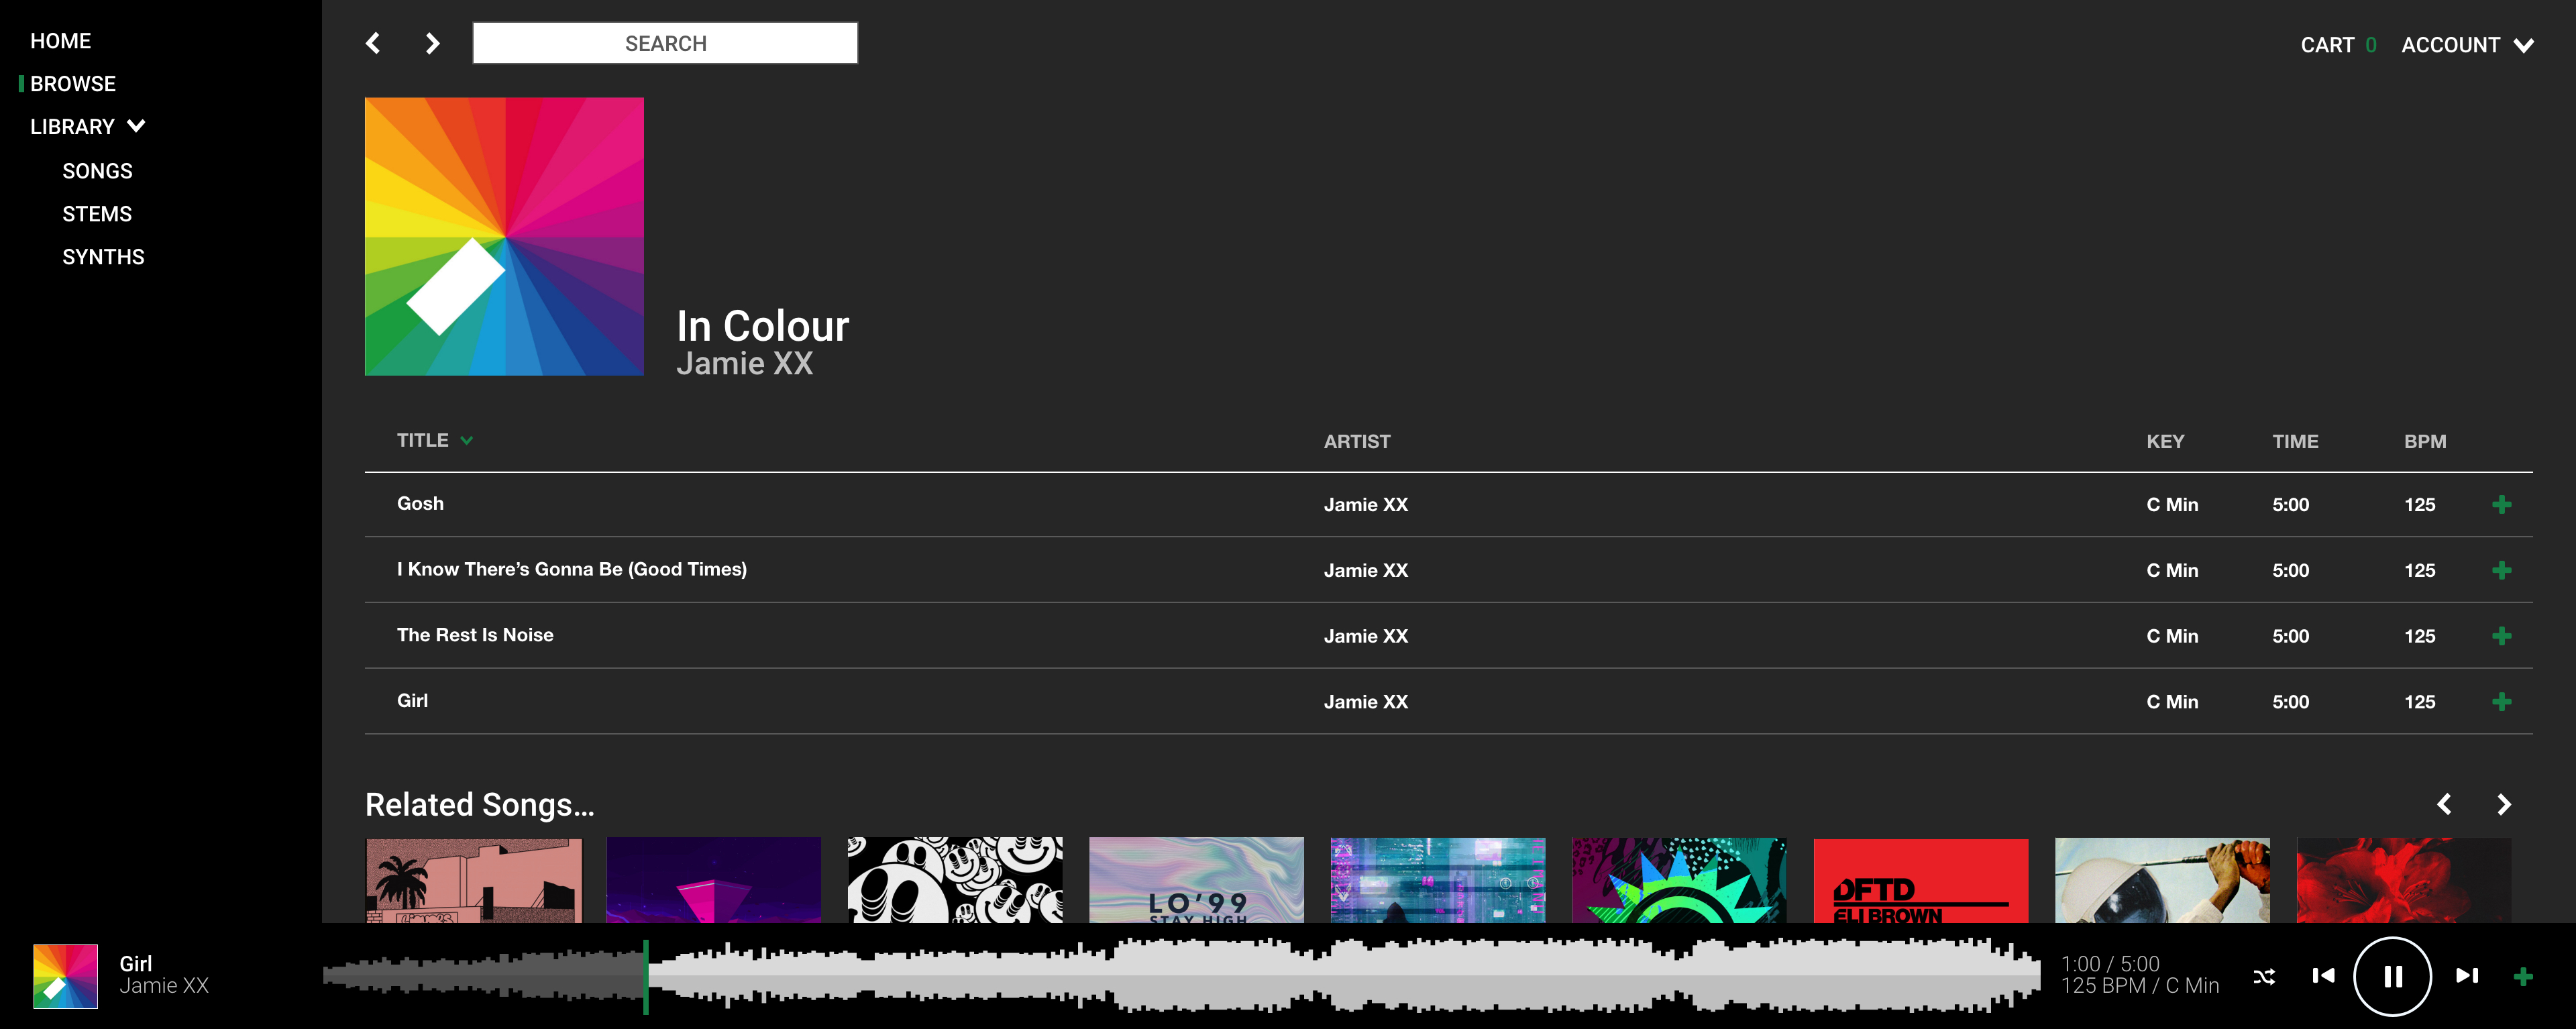 HOME
BROWSE
LIBRARY
SONGS
STEMS
SYNTHS
SEARCH
CART 0 ACCOUNT
In Colour
Jamie XX
TITLE ARTIST KEY TIME BPM
Gosh Jamie XX C Min 5:00 125
I Know There’s Gonna Be (Good Times) Jamie XX C Min 5:00 125
The Rest Is Noise Jamie XX C Min 5:00 125
Girl Jamie XX C Min 5:00 125
Related Songs...
LO'99
STAY HIGH
DFTD
ELI BROWN
Girl
Jamie XX
1:00 / 5:00
125 BPM / C Min